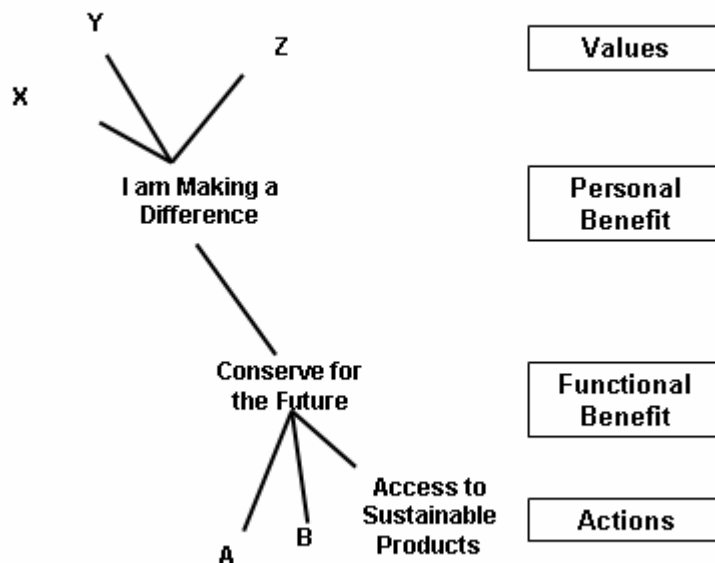 Y
Z
Values
X
I am Making a
Difference
Personal
Benefit
Conserve for
the Future
Functional
Benefit
Access to
Sustainable
Products
A
B
Actions